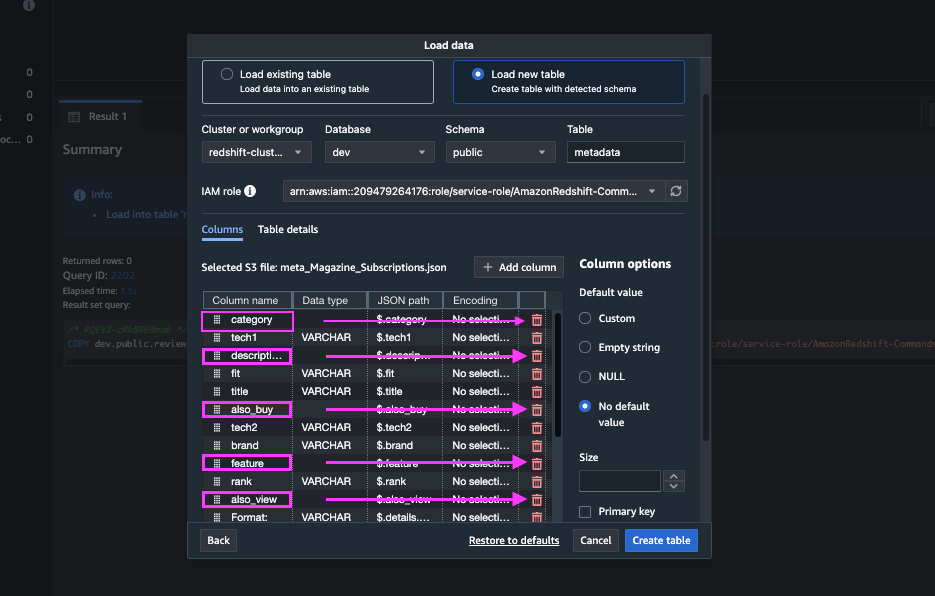 Load data
Load existing table
Load data into an existing table
Load new table
Create table with detected schema
Cluster or workgroup
Database
Schema
Table
redshift-clust...
dev
public
metadata
IAM role
arn:aws:iam::209479264176:role/service-role/AmazonRedshift-Comm...
Columns
Table details
Selected S3 file: meta_Magazine_Subscriptions.json
Add column
Column name Data type JSON path Encoding
category $.category No selecti...
tech1 VARCHAR $.tech1 No selecti...
descripti... $.descrip... No selecti...
fit VARCHAR $.fit No selecti...
title VARCHAR $.title No selecti...
also_buy $.also_buy No selecti...
tech2 VARCHAR $.tech2 No selecti...
brand VARCHAR $.brand No selecti...
feature $.feature No selecti...
rank VARCHAR $.rank No selecti...
also_view $.also_view No selecti...
Format: VARCHAR $.details.... No selecti...
Column options
Default value
Custom
Empty string
NULL
No default
value
Size
Primary key
Back
Restore to defaults
Cancel
Create table
0
0
0
oc... 0
Result 1
Summary
Info:
Load into table '
Returned rows: 0
Query ID: 2202
Elapsed time: 3.5s
Result set query:
COPY dev.public.review
role/service-role/AmazonRedshift-Commands